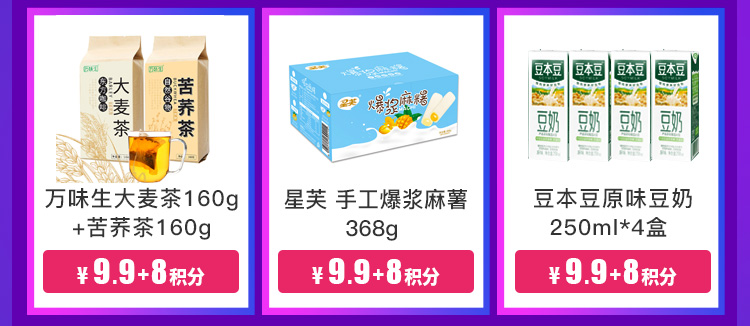 大麦茶
苦荞茶
万味生大麦茶160g
+苦荞茶160g
¥9.9+8积分
星芙
爆浆麻糬
星芙 手工爆浆麻薯
368g
¥9.9+8积分
豆本豆
豆奶
豆本豆
豆奶
豆本豆
豆奶
豆本豆
豆奶
豆本豆原味豆奶
250ml*4盒
¥9.9+8积分